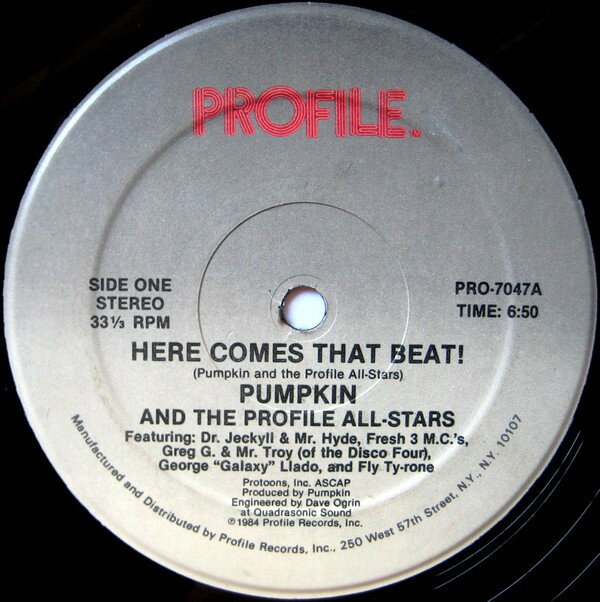 PROFILE.
SIDE ONE
STEREO
33⅓ RPM
PRO-7047A
TIME: 6:50
HERE COMES THAT BEAT!
(Pumpkin and the Profile All-Stars)
PUMPKIN
AND THE PROFILE ALL-STARS
Featuring: Dr. Jeckyll & Mr. Hyde, Fresh 3 M.C.'s,
Greg G. & Mr. Troy (of the Disco Four),
George "Galaxy" Llado, and Fly Ty-rone
Protoons, Inc. ASCAP
Produced by Pumpkin
Engineered by Dave Ogrin
at Quadrasonic Sound
℗1984 Profile Records, Inc.
Manufactured and Distributed by Profile Records, Inc., 250 West 57th Street, N.Y., N.Y. 10107